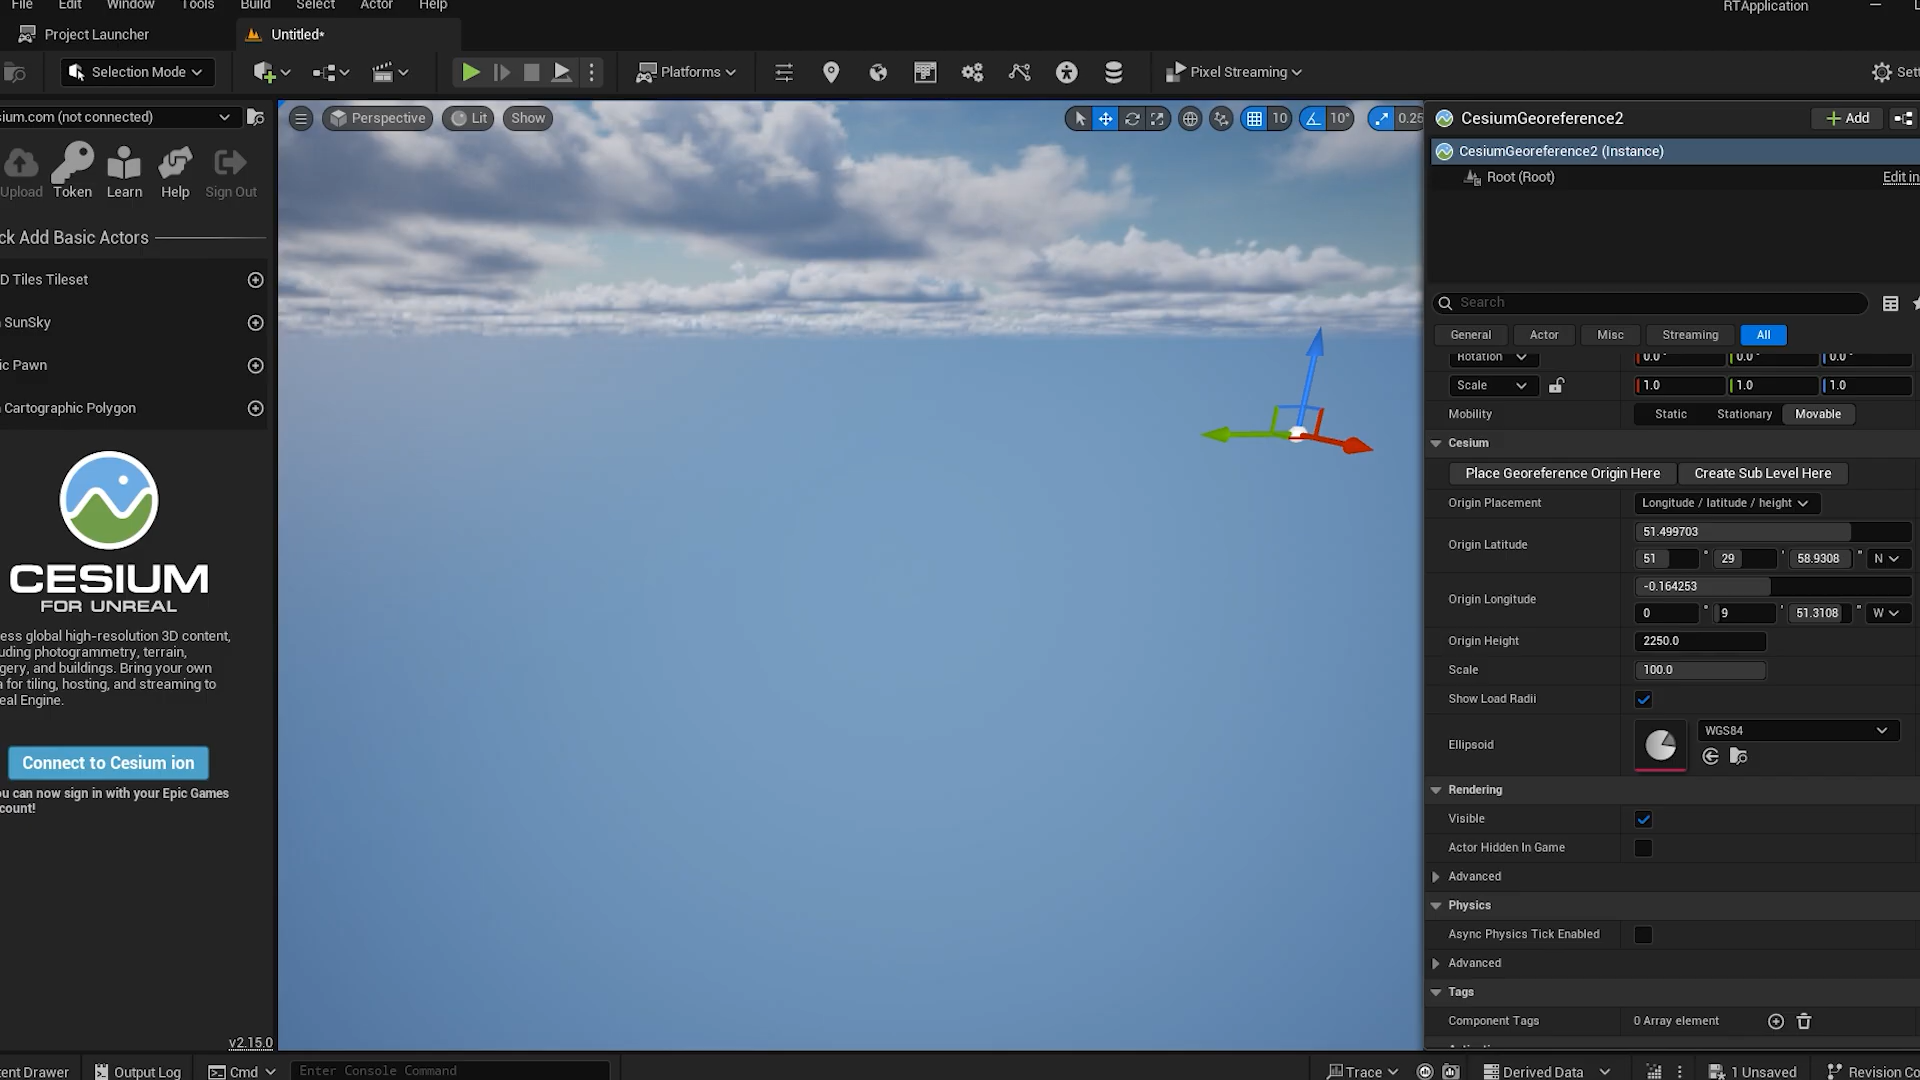 File Edit Window Tools Build Select Actor Help RTApplication
Project Launcher Untitled*
Selection Mode Platforms Pixel Streaming Sett
sium.com (not connected)
Perspective Lit Show 10 10° 0.25
CesiumGeoreference2 Add
CesiumGeoreference2 (Instance)
Root (Root) Edit in
Upload Token Learn Help Sign Out
ck Add Basic Actors
D Tiles Tileset
SunSky
ic Pawn
Cartographic Polygon
CESIUM
FOR UNREAL
ess global high-resolution 3D content,
uding photogrammetry, terrain,
gery, and buildings. Bring your own
a for tiling, hosting, and streaming to
eal Engine.
Connect to Cesium ion
ou can now sign in with your Epic Games
count!
v2.15.0
Search
General Actor Misc Streaming All
Rotation 0.0° 0.0° 0.0°
Scale 1.0 1.0 1.0
Mobility Static Stationary Movable
Cesium
Place Georeference Origin Here Create Sub Level Here
Origin Placement Longitude / latitude / height
Origin Latitude 51.499703
51 ° 29 ' 58.9308 " N
Origin Longitude -0.164253
0 ° 9 ' 51.3108 " W
Origin Height 2250.0
Scale 100.0
Show Load Radii
Ellipsoid WGS84
Rendering
Visible
Actor Hidden In Game
Advanced
Physics
Async Physics Tick Enabled
Advanced
Tags
Component Tags 0 Array element
tent Drawer Output Log Cmd Enter Console Command Trace Derived Data 1 Unsaved Revision Co